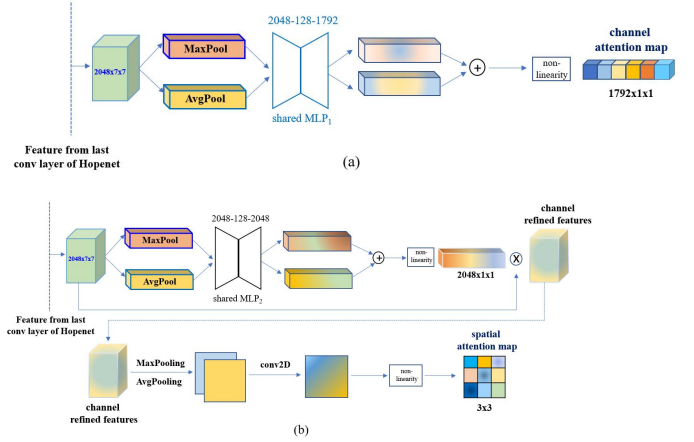 2048-128-1792
channel
attention map
MaxPool
2048x7x7
AvgPool
+
non-
linearity
1792x1x1
shared MLP1
Feature from last
conv layer of Hopenet
(a)
2048-128-2048
channel
refined features
MaxPool
2048x7x7
AvgPool
+
non-
linearity
X
2048x1x1
shared MLP2
Feature from last
conv layer of Hopenet
spatial
attention map
MaxPooling
AvgPooling
conv2D
non-
linearity
3x3
channel
refined features
(b)